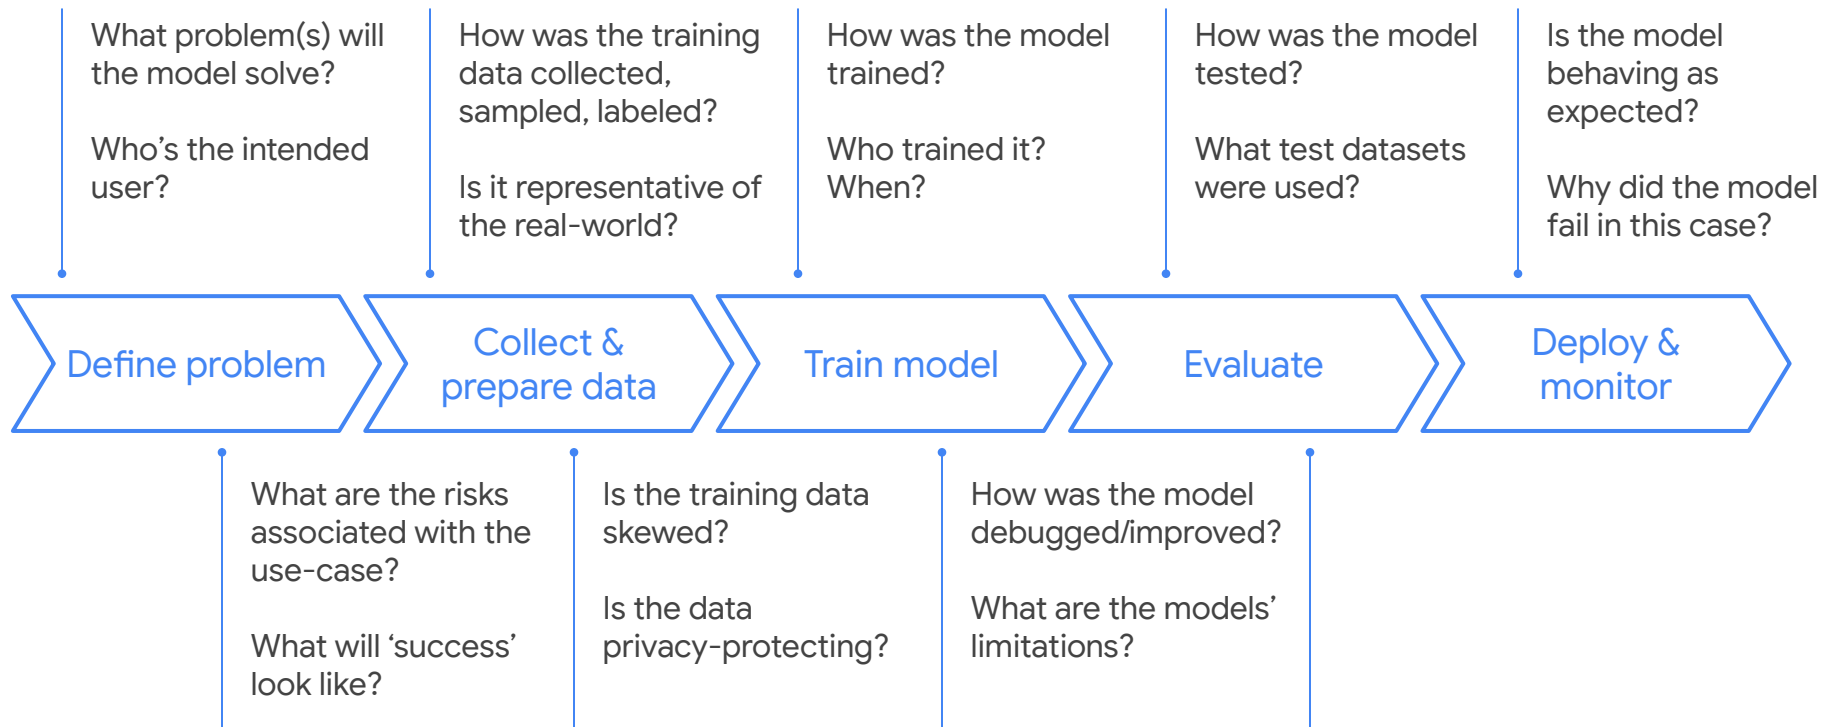 What problem(s) will
the model solve?
Who’s the intended
user?
How was the training
data collected,
sampled, labeled?
Is it representative of
the real-world?
How was the model
trained?
Who trained it?
When?
How was the model
tested?
What test datasets
were used?
Is the model
behaving as
expected?
Why did the model
fail in this case?
Define problem
Collect &
prepare data
Train model
Evaluate
Deploy &
monitor
What are the risks
associated with the
use-case?
What will ‘success’
look like?
Is the training data
skewed?
Is the data
privacy-protecting?
How was the model
debugged/improved?
What are the models’
limitations?